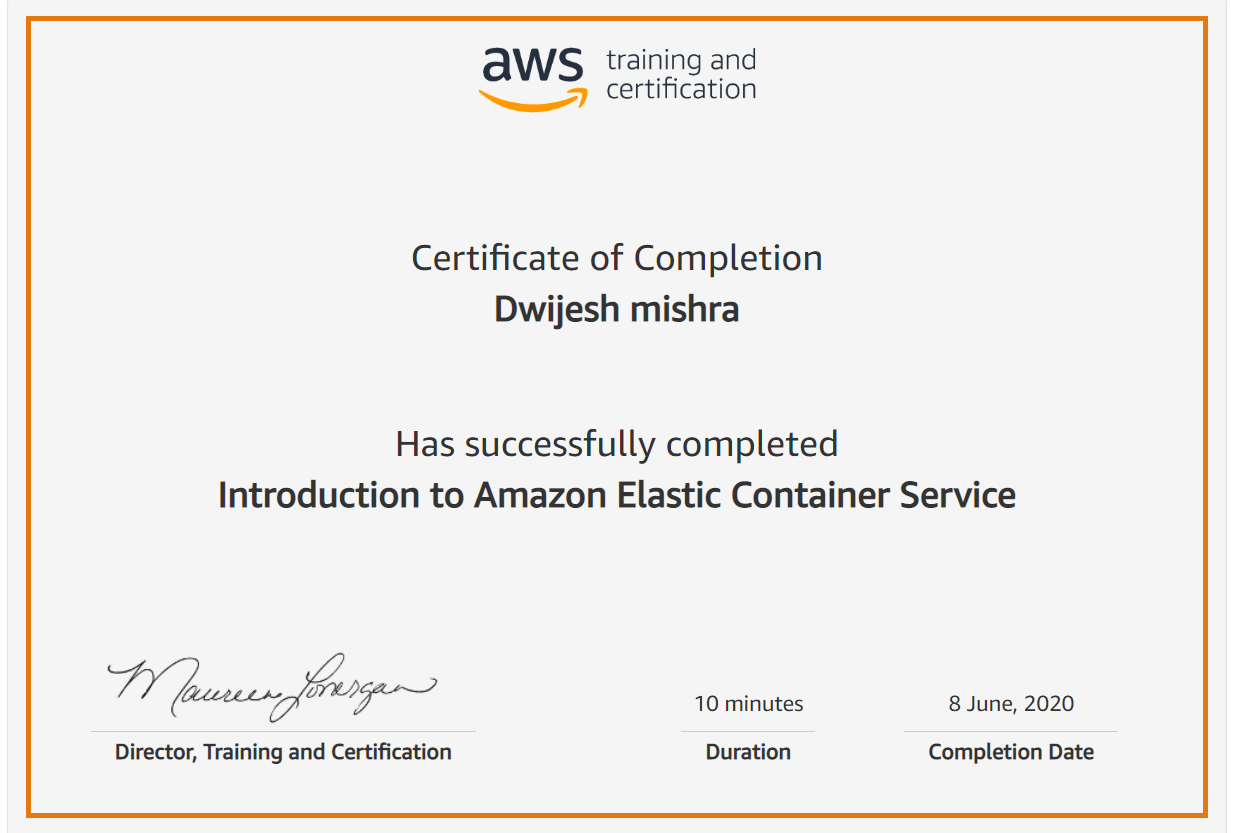 aws training and
certification
Certificate of Completion
Dwijesh mishra
Has successfully completed
Introduction to Amazon Elastic Container Service
Maureen Lonergan
10 minutes
8 June, 2020
Director, Training and Certification
Duration
Completion Date